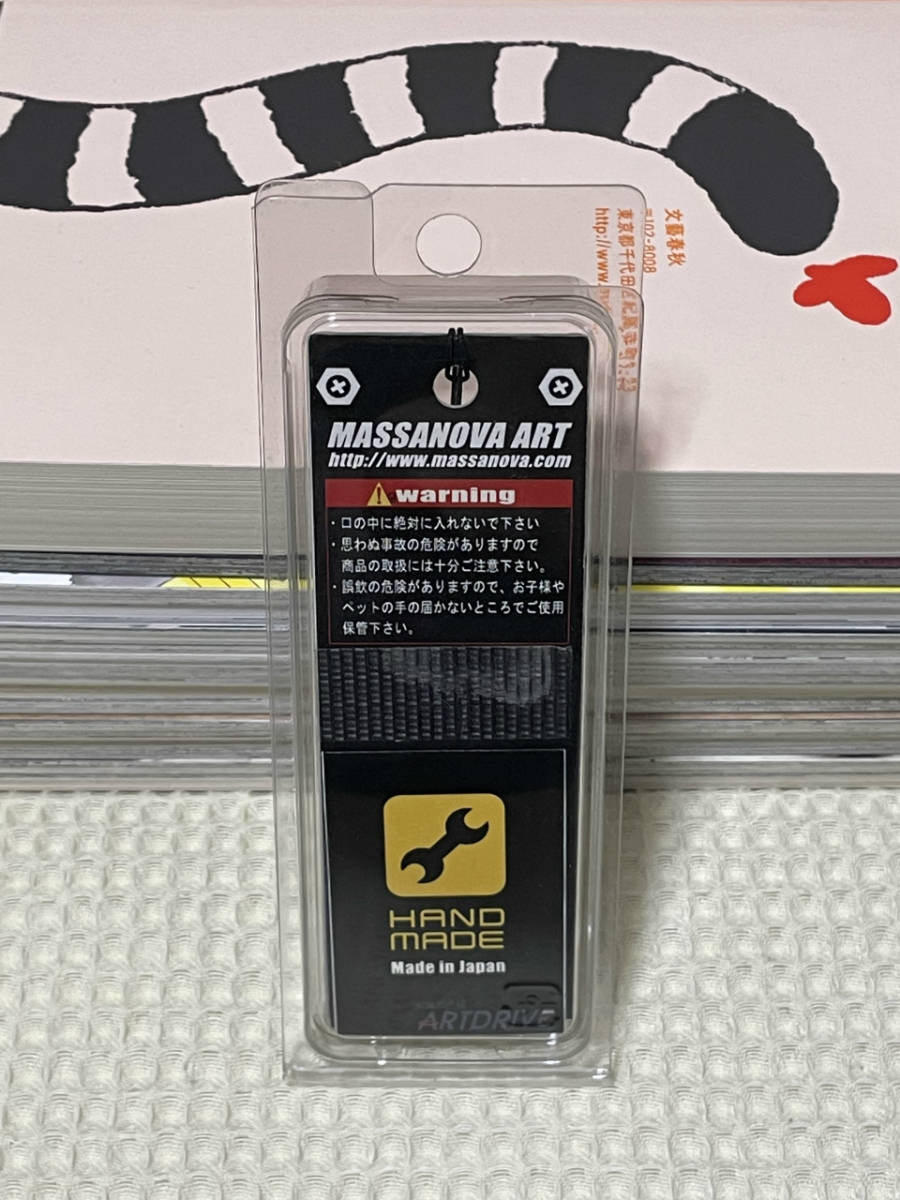 文藝春秋
〒102-8008
東京都千代田区紀尾井町3-23
http://www.
MASSANOVA ART
http://www.massanova.com
warning
・口の中に絶対に入れないで下さい
・思わぬ事故の危険がありますので
商品の取扱には十分ご注意下さい。
・誤飲の危険がありますので、お子様や
ペットの手の届かないところでご使用
保管下さい。
HAND
MADE
Made in Japan
ARTDRIVE